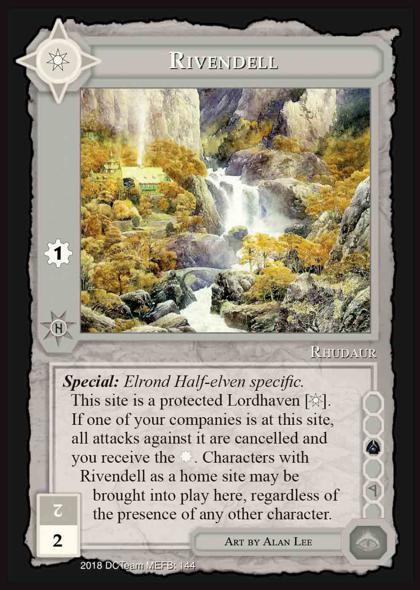 Rivendell
1
H
Rhudaur
Special: Elrond Half-elven specific.
This site is a protected Lordhaven [ ].
If one of your companies is at this site,
all attacks against it are cancelled and
you receive the . Characters with
Rivendell as a home site may be
brought into play here, regardless of
the presence of any other character.
2
2
Art by Alan Lee
2018 DCTeam MEFB: 144